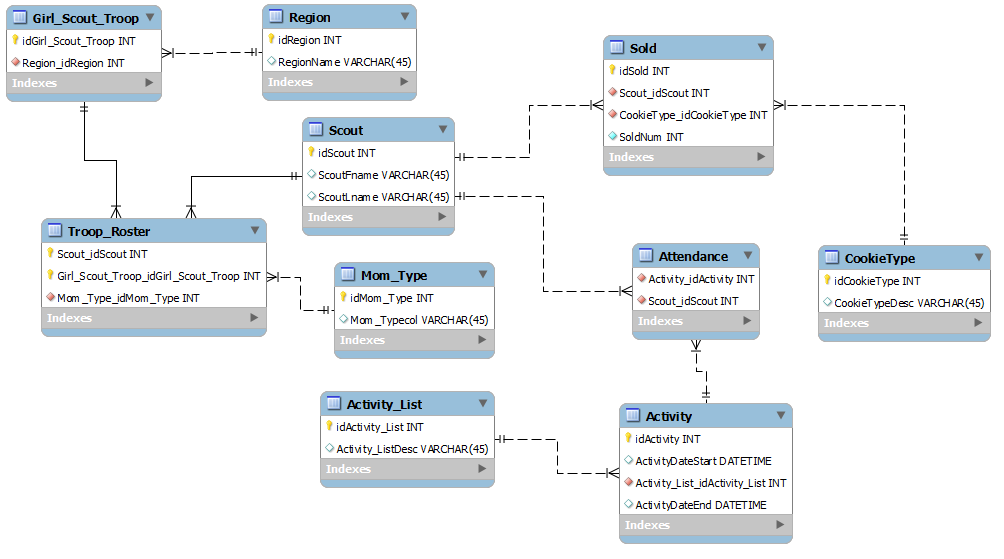 Girl_Scout_Troop
idGirl_Scout_Troop INT
Region_idRegion INT
Indexes
Region
idRegion INT
RegionName VARCHAR(45)
Indexes
Sold
idSold INT
Scout_idScout INT
CookieType_idCookieType INT
SoldNum INT
Indexes
Scout
idScout INT
ScoutFname VARCHAR(45)
ScoutLname VARCHAR(45)
Indexes
Troop_Roster
Scout_idScout INT
Girl_Scout_Troop_idGirl_Scout_Troop INT
Mom_Type_idMom_Type INT
Indexes
Mom_Type
idMom_Type INT
Mom_Typecol VARCHAR(45)
Indexes
Attendance
Activity_idActivity INT
Scout_idScout INT
Indexes
CookieType
idCookieType INT
CookieTypeDesc VARCHAR(45)
Indexes
Activity_List
idActivity_List INT
Activity_ListDesc VARCHAR(45)
Indexes
Activity
idActivity INT
ActivityDateStart DATETIME
Activity_List_idActivity_List INT
ActivityDateEnd DATETIME
Indexes